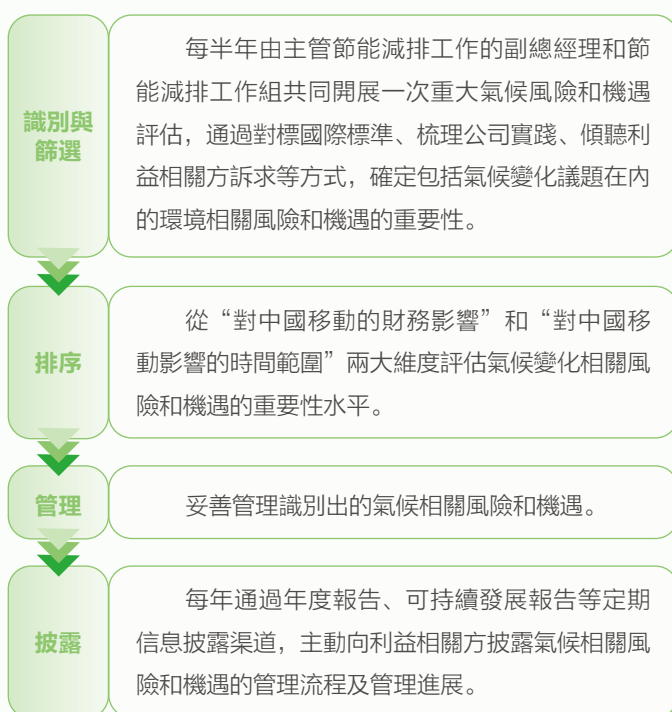 識別與
篩選
每半年由主管節能減排工作的副總經理和節
能減排工作組共同開展一次重大氣候風險和機遇
評估，通過對標國際標準、梳理公司實踐、傾聽利
益相關方訴求等方式，確定包括氣候變化議題在內
的環境相關風險和機遇的重要性。
排序
從“對中國移動的財務影響”和“對中國移
動影響的時間範圍”兩大維度評估氣候變化相關風
險和機遇的重要性水平。
管理
妥善管理識別出的氣候相關風險和機遇。
披露
每年通過年度報告、可持續發展報告等定期
信息披露渠道，主動向利益相關方披露氣候相關風
險和機遇的管理流程及管理進展。